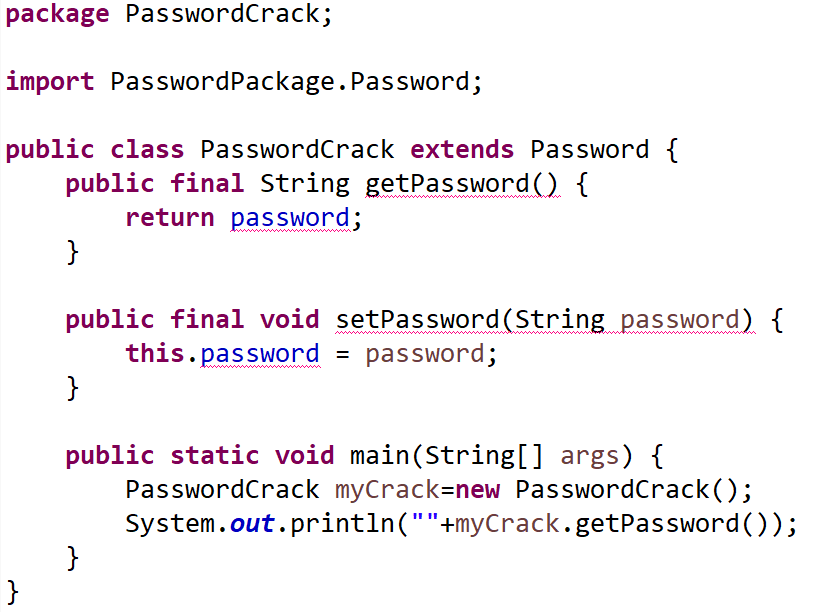 package PasswordCrack;
import PasswordPackage.Password;
public class PasswordCrack extends Password {
    public final String getPassword() {
        return password;
    }
    public final void setPassword(String password) {
        this.password = password;
    }
    public static void main(String[] args) {
        PasswordCrack myCrack=new PasswordCrack();
        System.out.println(""+myCrack.getPassword());
    }
}